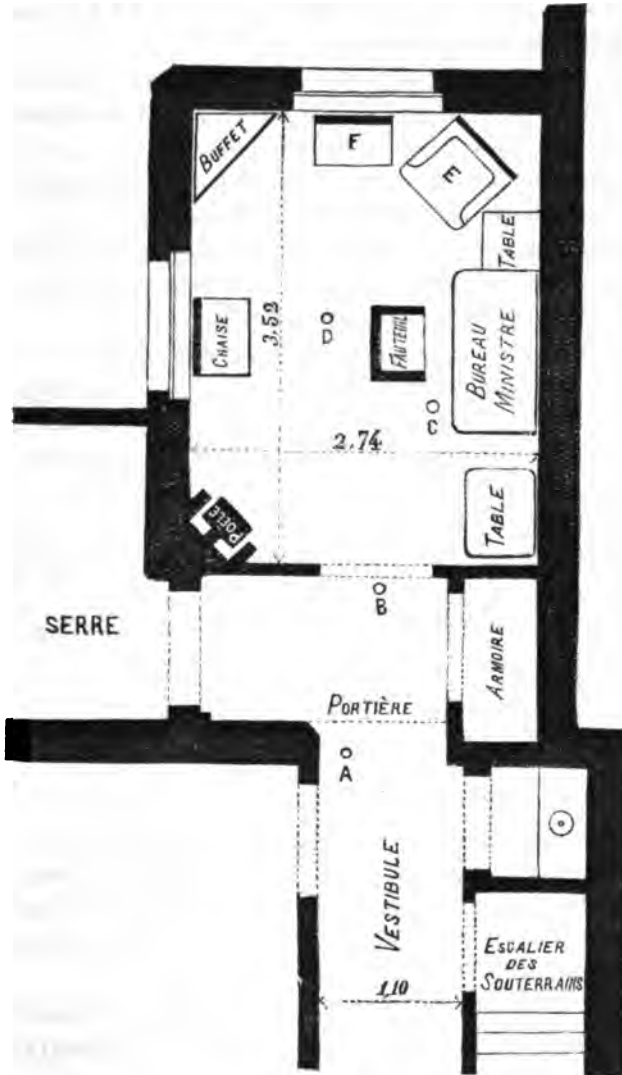 BUFFET
F
E
TABLE
CHAISE
3.52
D
FAUTEUIL
BUREAU
MINISTRE
C
2.74
POÊLE
TABLE
B
SERRE
ARMOIRE
PORTIÈRE
A
VESTIBULE
ESCALIER
DES
SOUTERRAINS
1,10